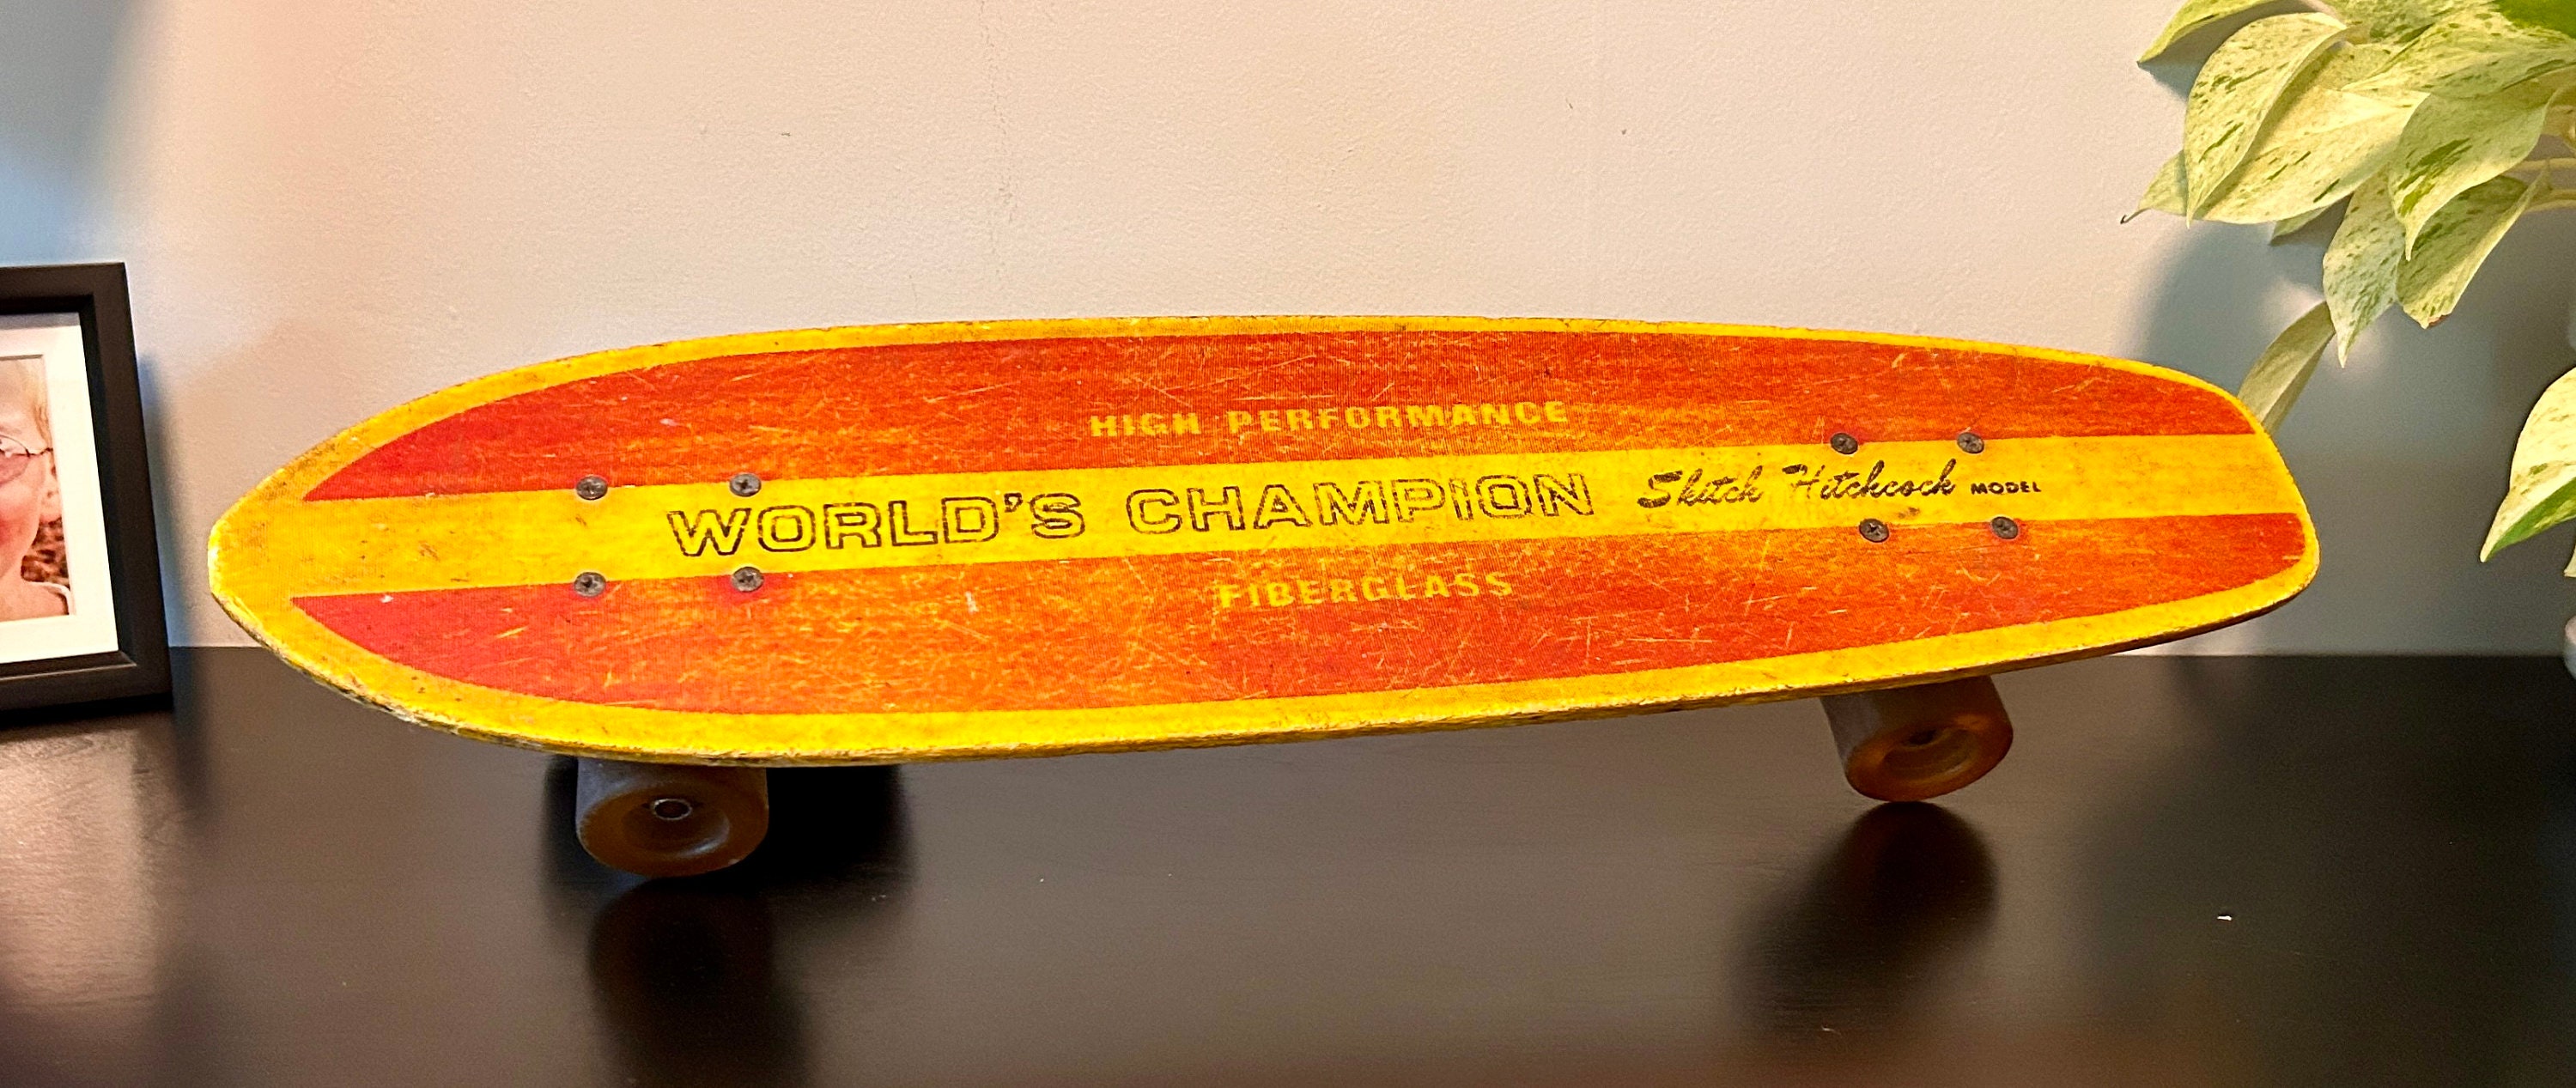 HIGH PERFORMANCE
WORLD'S CHAMPION Skitch Hitchcock MODEL
FIBERGLASS